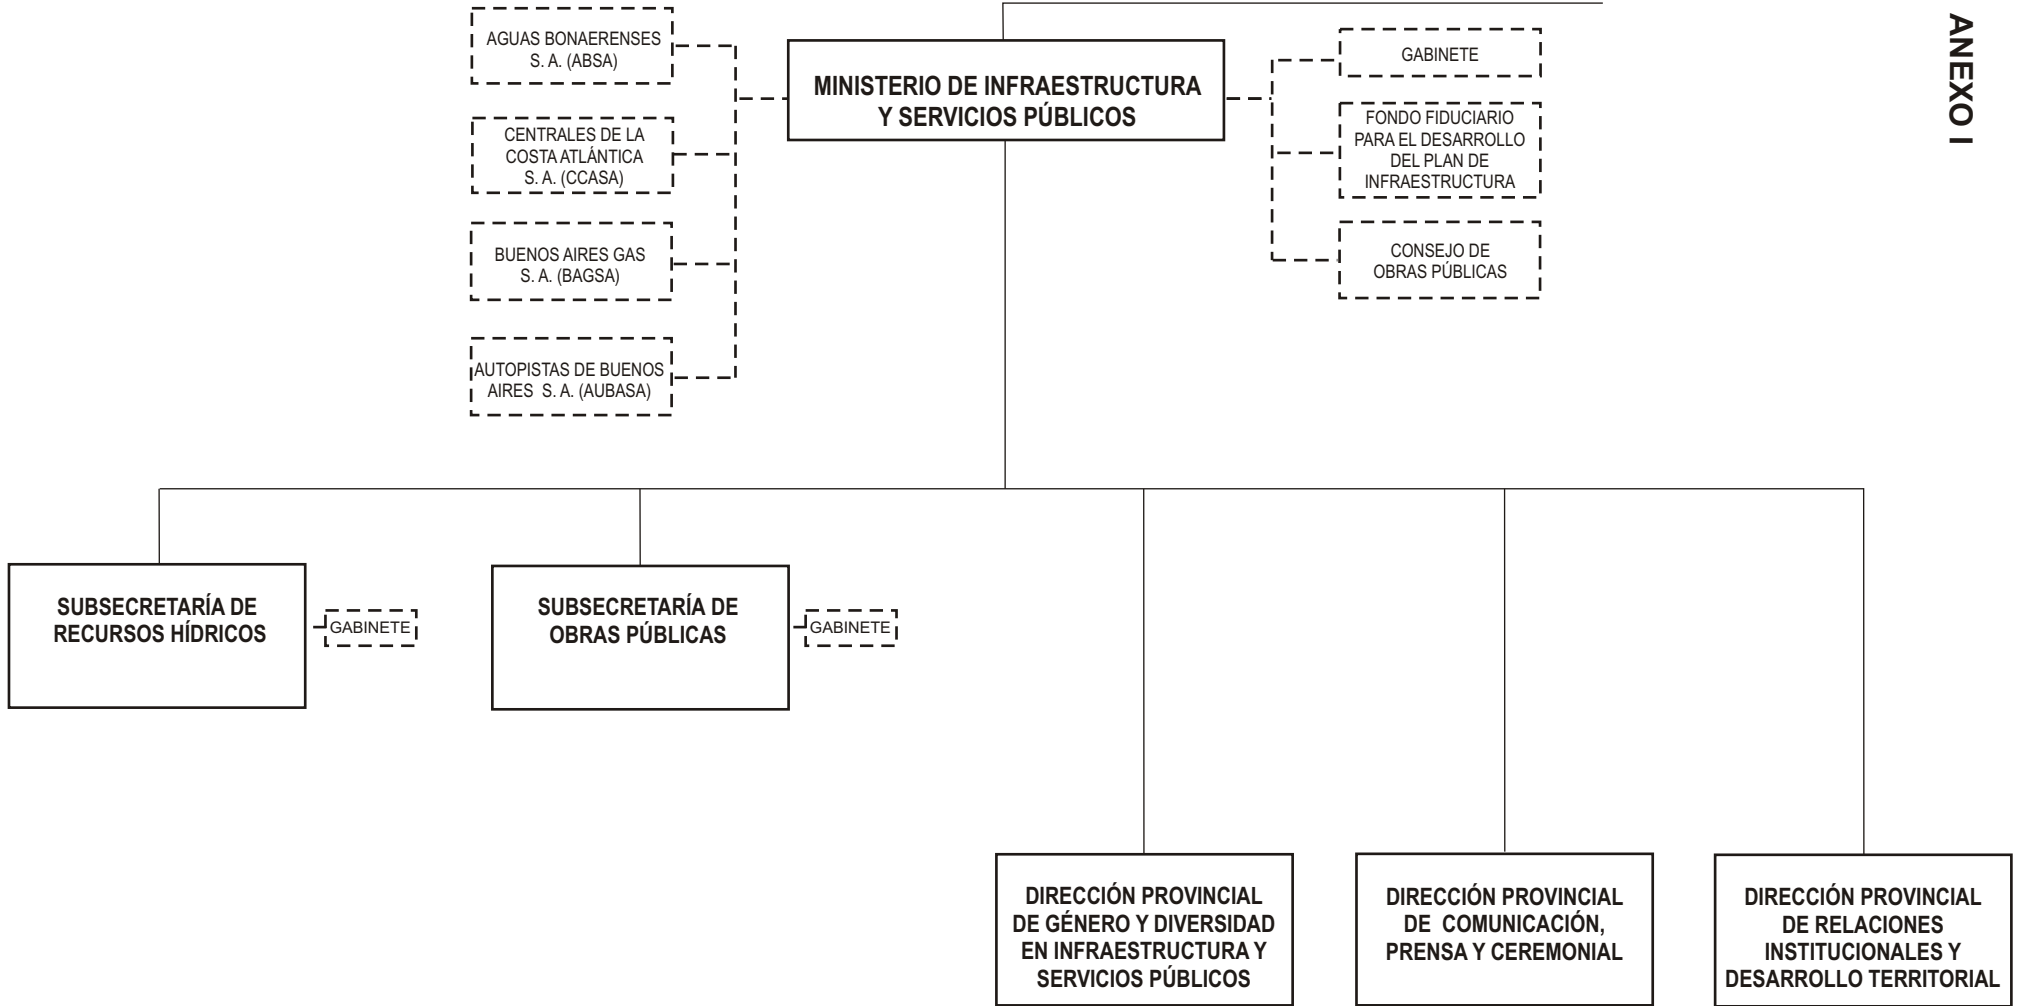 ANEXO I
AGUAS BONAERENSES
S. A. (ABSA)
CENTRALES DE LA
COSTA ATLÁNTICA
S. A. (CCASA)
BUENOS AIRES GAS
S. A. (BAGSA)
AUTOPISTAS DE BUENOS
AIRES S. A. (AUBASA)
MINISTERIO DE INFRAESTRUCTURA
Y SERVICIOS PÚBLICOS
GABINETE
FONDO FIDUCIARIO
PARA EL DESARROLLO
DEL PLAN DE
INFRAESTRUCTURA
CONSEJO DE
OBRAS PÚBLICAS
SUBSECRETARÍA DE
RECURSOS HÍDRICOS
GABINETE
SUBSECRETARÍA DE
OBRAS PÚBLICAS
GABINETE
DIRECCIÓN PROVINCIAL
DE GÉNERO Y DIVERSIDAD
EN INFRAESTRUCTURA Y
SERVICIOS PÚBLICOS
DIRECCIÓN PROVINCIAL
DE COMUNICACIÓN,
PRENSA Y CEREMONIAL
DIRECCIÓN PROVINCIAL
DE RELACIONES
INSTITUCIONALES Y
DESARROLLO TERRITORIAL